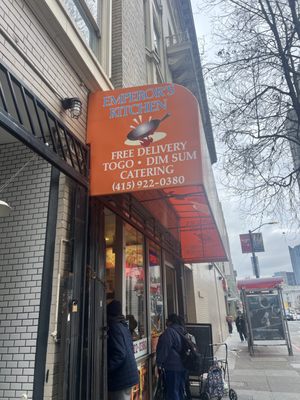 EMPEROR'S
KITCHEN
FREE DELIVERY
TOGO • DIM SUM
CATERING
(415) 922-0380